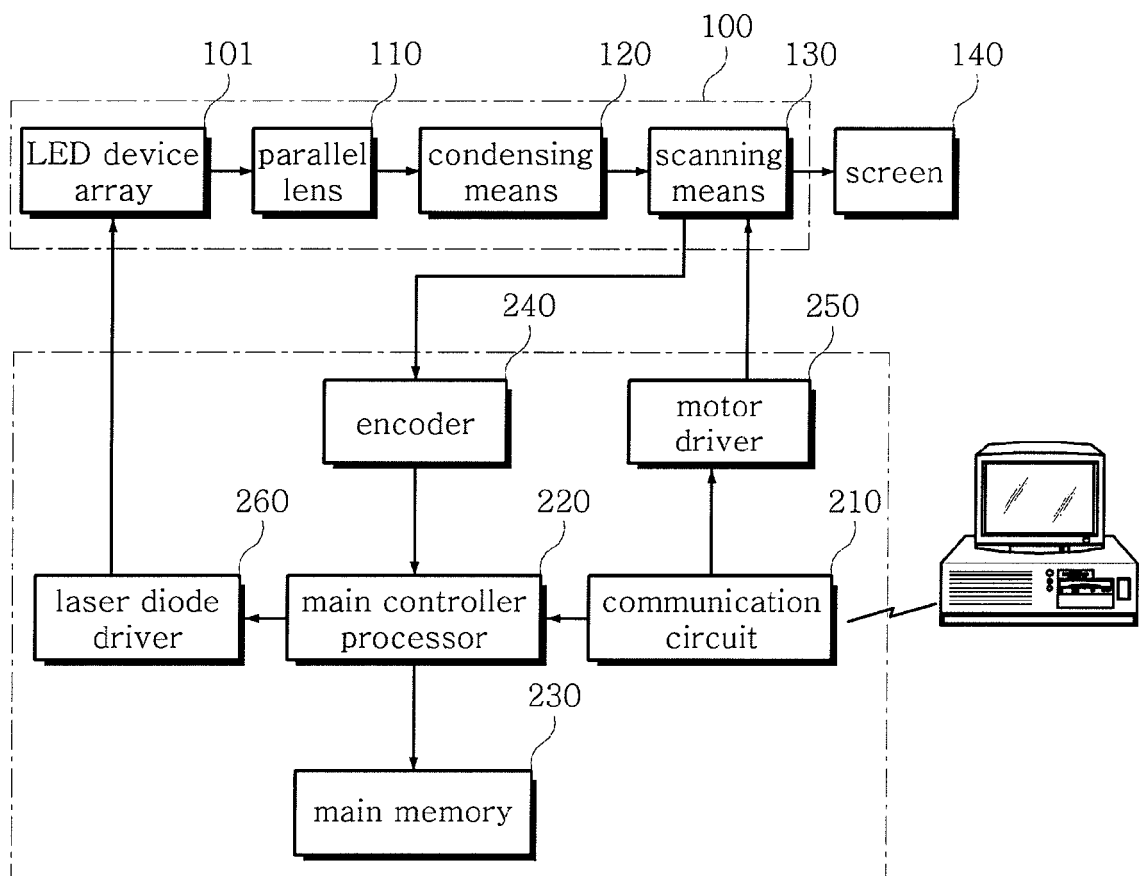 100
101
110
120
130
140
LED device
array
parallel
lens
condensing
means
scanning
means
screen
240
250
encoder
motor
driver
260
220
210
laser diode
driver
main controller
processor
communication
circuit
230
main memory